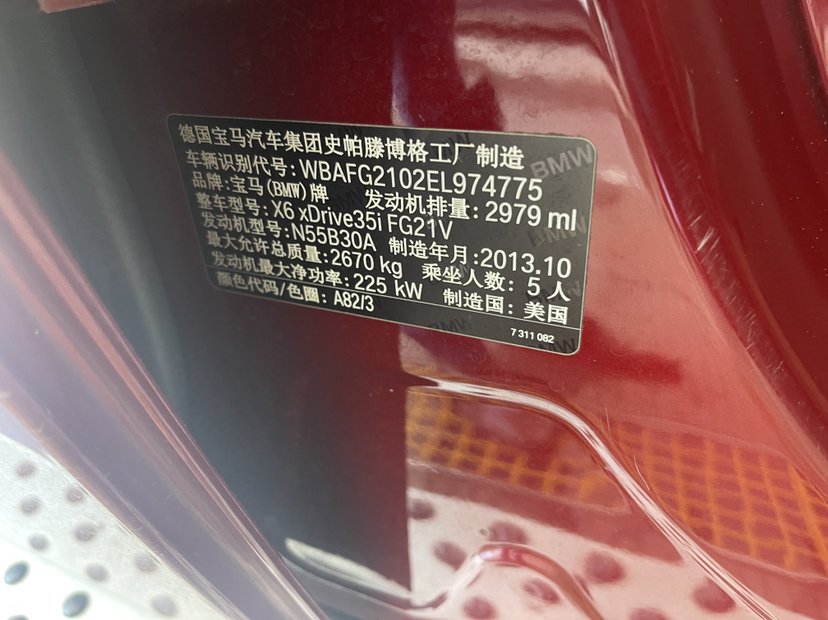 德国宝马汽车集团史帕滕博格工厂制造
车辆识别代号: WBAFG2102EL974775
品牌: 宝马(BMW)牌 发动机排量: 2979 ml
整车型号: X6 xDrive35i FG21V
发动机型号: N55B30A 制造年月: 2013.10
最大允许总质量: 2670 kg 乘坐人数: 5 人
发动机最大净功率: 225 kW 制造国: 美国
颜色代码/色圈: A82/3
7 311 082
BMW
BMW
BMW
BMW